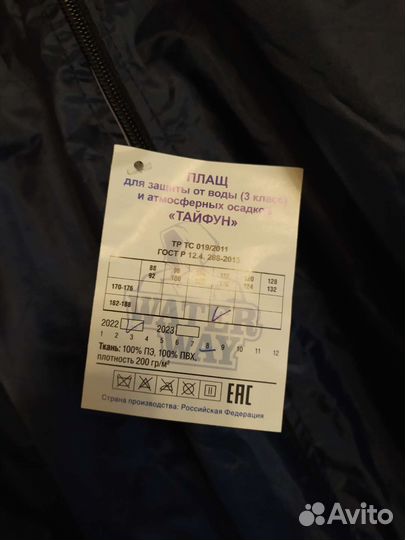 ПЛАЩ
для защиты от воды (3 класс)
и атмосферных осадков
«ТАЙФУН»
ТР ТС 019/2011
ГОСТ Р 12.4. 288-2013
88 96 120 128
92 100 124 132
170-176
182-188
WATER
WAY
2022 2023
1 2 3 4 5 6 7 8 9 10 11 12
Ткань: 100% ПЭ, 100% ПВХ,
плотность 200 гр/м²
EAC
Страна производства: Российская Федерация
Avito